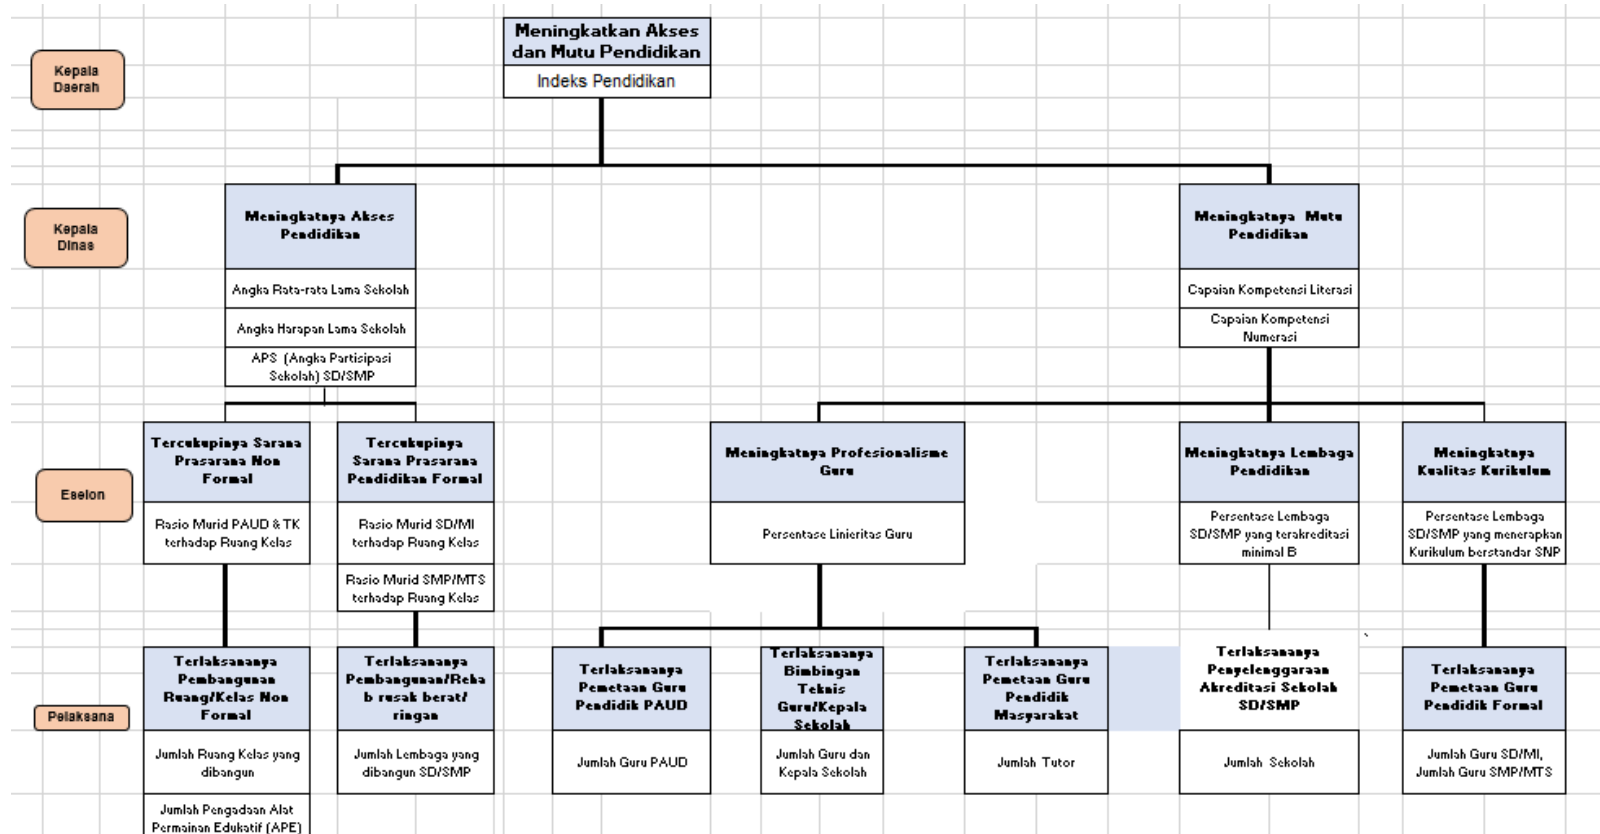 Meningkatkan Akses
dan Mutu Pendidikan
Indeks Pendidikan
Kepala
Daerah
Kepala
Dinas
Meningkatnya Akses
Pendidikan
Angka Rata-rata Lama Sekolah
Angka Harapan Lama Sekolah
APS (Angka Partisipasi
Sekolah) SD/SMP
Meningkatnya Mutu
Pendidikan
Capaian Kompetensi Literasi
Capaian Kompetensi
Numerasi
Eselon
Tercukupinya Sarana
Prasarana Non
Formal
Rasio Murid PAUD & TK
terhadap Ruang Kelas
Tercukupinya
Sarana Prasarana
Pendidikan Formal
Rasio Murid SD/MI
terhadap Ruang Kelas
Rasio Murid SMP/MTS
terhadap Ruang Kelas
Meningkatnya Profesionalisme
Guru
Persentase Linieritas Guru
Meningkatnya Lembaga
Pendidikan
Persentase Lembaga
SD/SMP yang terakreditasi
minimal B
Meningkatnya
Kualitas Kurikulum
Persentase Lembaga
SD/SMP yang menerapkan
Kurikulum berstandar SNP
Pelaksana
Terlaksananya
Pembangunan
Ruang/Kelas Non
Formal
Jumlah Ruang Kelas yang
dibangun
Jumlah Pengadaan Alat
Permainan Edukatif (APE)
Terlaksananya
Pembangunan/Reha
b rusak berat/
ringan
Jumlah Lembaga yang
dibangun SD/SMP
Terlaksananya
Pemetaan Guru
Pendidik PAUD
Jumlah Guru PAUD
Terlaksananya
Bimbingan
Teknis
Guru/Kepala
Sekolah
Jumlah Guru dan
Kepala Sekolah
Terlaksananya
Pemetaan Guru
Pendidik
Masyarakat
Jumlah Tutor
Terlaksananya
Penyelenggaraan
Akreditasi Sekolah
SD/SMP
Jumlah Sekolah
Terlaksananya
Pemetaan Guru
Pendidik Formal
Jumlah Guru SD/MI,
Jumlah Guru SMP/MTS